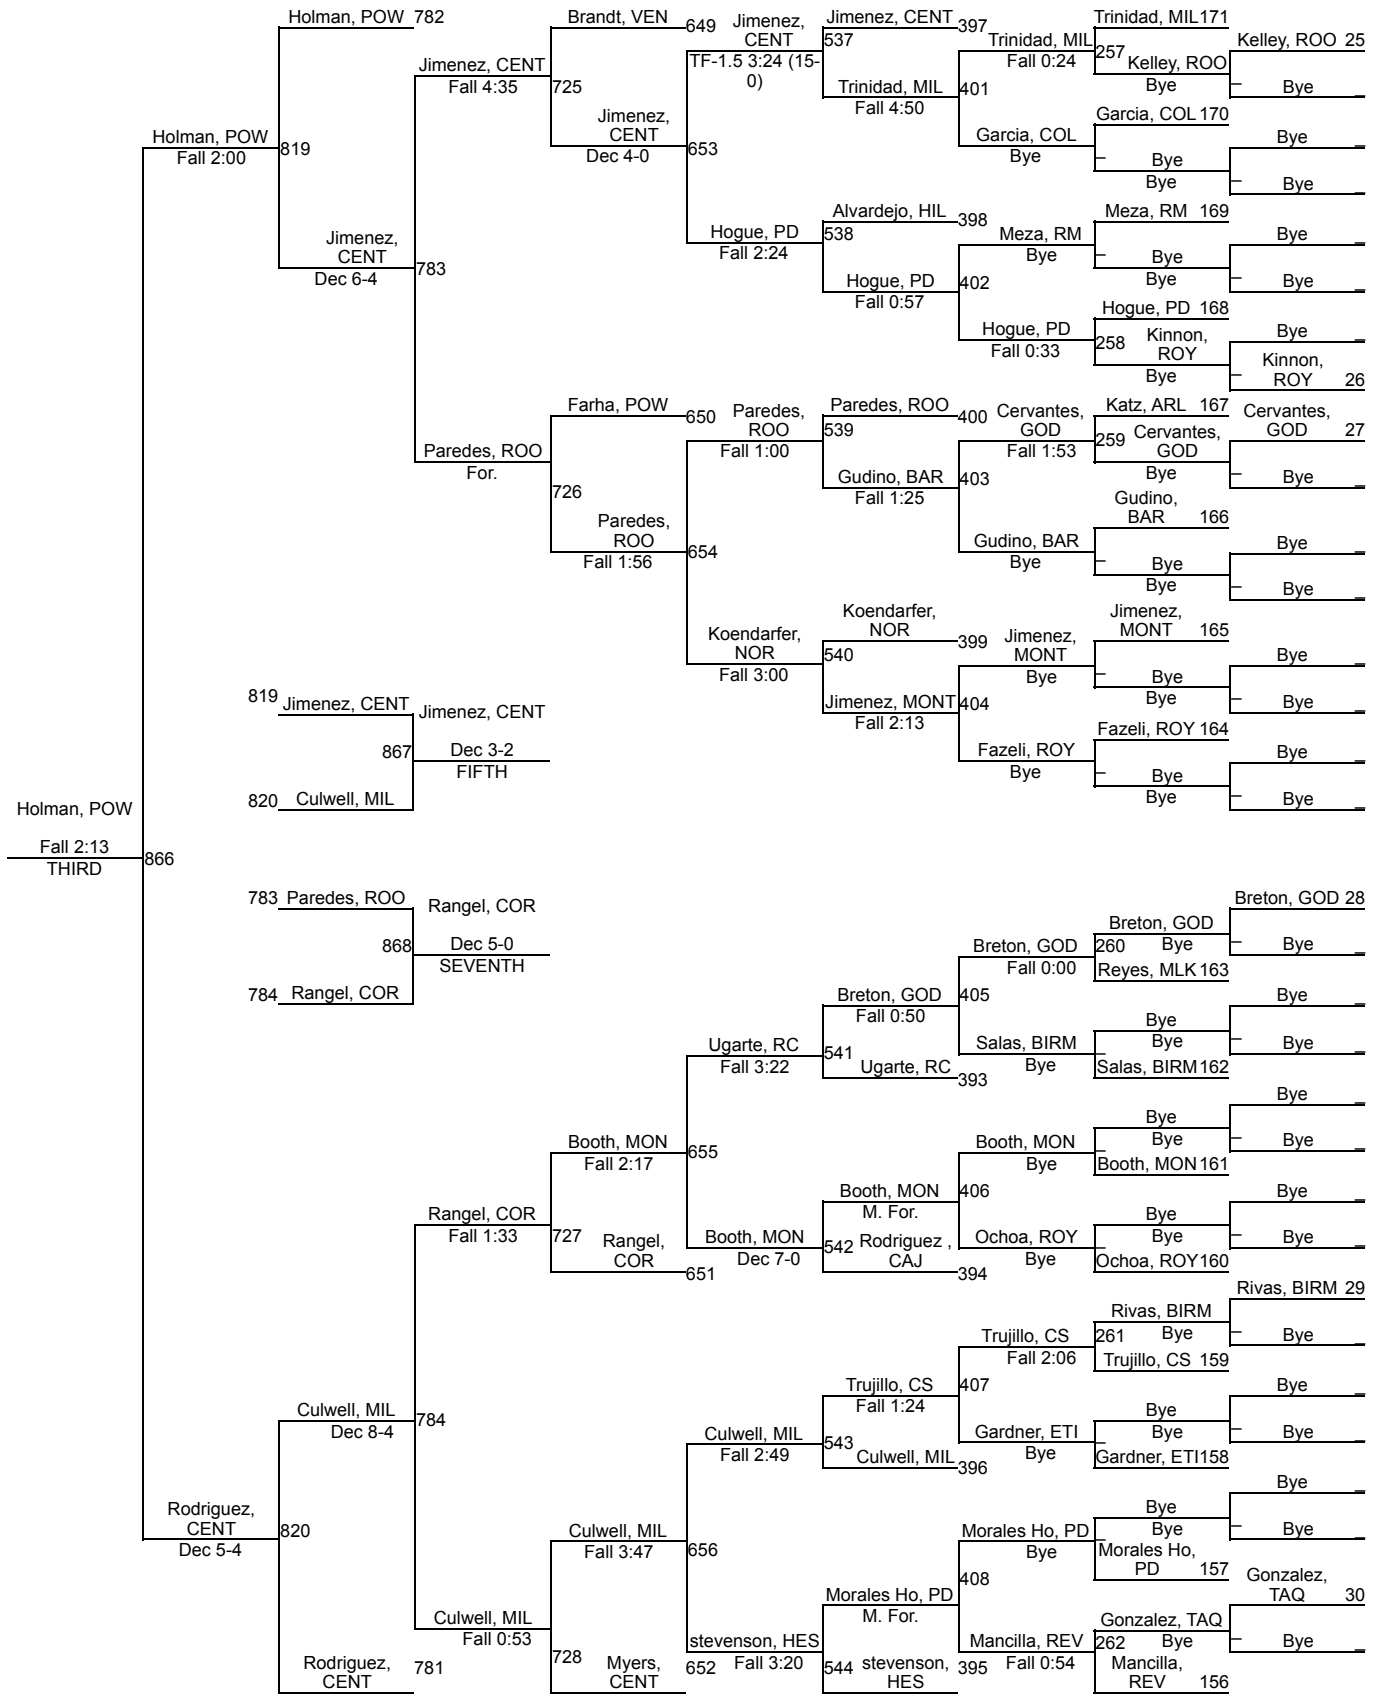 Holman, POW 782
Brandt, VEN
649
Jimenez,
CENT
TF-1.5 3:24 (15-
0)
Jimenez, CENT
397
537
Trinidad, MIL 171
Trinidad, MIL
Fall 0:24
257
Kelley, ROO
Bye
Kelley, ROO 25
Bye
Jimenez, CENT
Fall 4:35
725
Trinidad, MIL
Fall 4:50
401
Garcia, COL 170
Garcia, COL
Bye
Bye
Bye
Bye
Bye
Jimenez,
CENT
Dec 4-0
653
Holman, POW
Fall 2:00
819
Alvardejo, HIL
398
538
Meza, RM 169
Meza, RM
Bye
Bye
Bye
Bye
Bye
Hogue, PD
Fall 2:24
Hogue, PD
Fall 0:57
402
Jimenez,
CENT
Dec 6-4
783
Hogue, PD 168
Hogue, PD
Fall 0:33
258
Kinnon,
ROY
Bye
Bye
Kinnon,
ROY 26
Farha, POW
650
Paredes,
ROO
Fall 1:00
Paredes, ROO
400
539
Cervantes,
GOD
Fall 1:53
Katz, ARL 167
259
Cervantes,
GOD
Bye
Cervantes,
GOD 27
Bye
Paredes, ROO
For.
726
Gudino, BAR
Fall 1:25
403
Gudino,
BAR 166
Gudino, BAR
Bye
Bye
Bye
Bye
Bye
Paredes,
ROO
Fall 1:56
654
Koendarfer,
NOR
399
540
Jimenez,
MONT
Bye
Jimenez,
MONT 165
Bye
Bye
Bye
Bye
Koendarfer,
NOR
Fall 3:00
Jimenez, MONT
Fall 2:13
404
Fazeli, ROY 164
Fazeli, ROY
Bye
Bye
Bye
Bye
Bye
819 Jimenez, CENT
Jimenez, CENT
867
Dec 3-2
FIFTH
820 Culwell, MIL
Holman, POW
Fall 2:13
THIRD
866
783 Paredes, ROO
Rangel, COR
868
Dec 5-0
SEVENTH
784 Rangel, COR
Breton, GOD 28
Breton, GOD
Bye
Bye
Breton, GOD
Fall 0:00
260
Reyes, MLK 163
Breton, GOD
Fall 0:50
405
Bye
Bye
Bye
Bye
Salas, BIRM
Bye
Salas, BIRM 162
Ugarte, RC
Fall 3:22
541
Ugarte, RC
393
Bye
Bye
Bye
Bye
Booth, MON
Bye
Booth, MON 161
Booth, MON
Fall 2:17
655
Booth, MON
M. For.
406
Bye
Bye
Bye
Bye
Ochoa, ROY
Bye
Ochoa, ROY 160
Rangel, COR
Fall 1:33
727
Rangel,
COR
651
Booth, MON
Dec 7-0
542
Rodriguez ,
CAJ
394
Rivas, BIRM 29
Rivas, BIRM
Bye
Bye
Trujillo, CS
Fall 2:06
261
Trujillo, CS 159
Trujillo, CS
Fall 1:24
407
Bye
Bye
Bye
Bye
Gardner, ETI
Bye
Gardner, ETI 158
Culwell, MIL
Dec 8-4
784
Culwell, MIL
Fall 2:49
543
Culwell, MIL
396
Bye
Bye
Bye
Bye
Morales Ho, PD
Bye
Morales Ho,
PD 157
Rodriguez,
CENT
Dec 5-4
820
Culwell, MIL
Fall 3:47
656
Morales Ho, PD
M. For.
408
Gonzalez,
TAQ 30
Gonzalez, TAQ
Bye
Bye
Culwell, MIL
Fall 0:53
728
stevenson, HES
Fall 3:20
Mancilla, REV
Fall 0:54
262
Mancilla,
REV 156
Rodriguez,
CENT
781
Myers,
CENT
652
544
stevenson,
HES
395